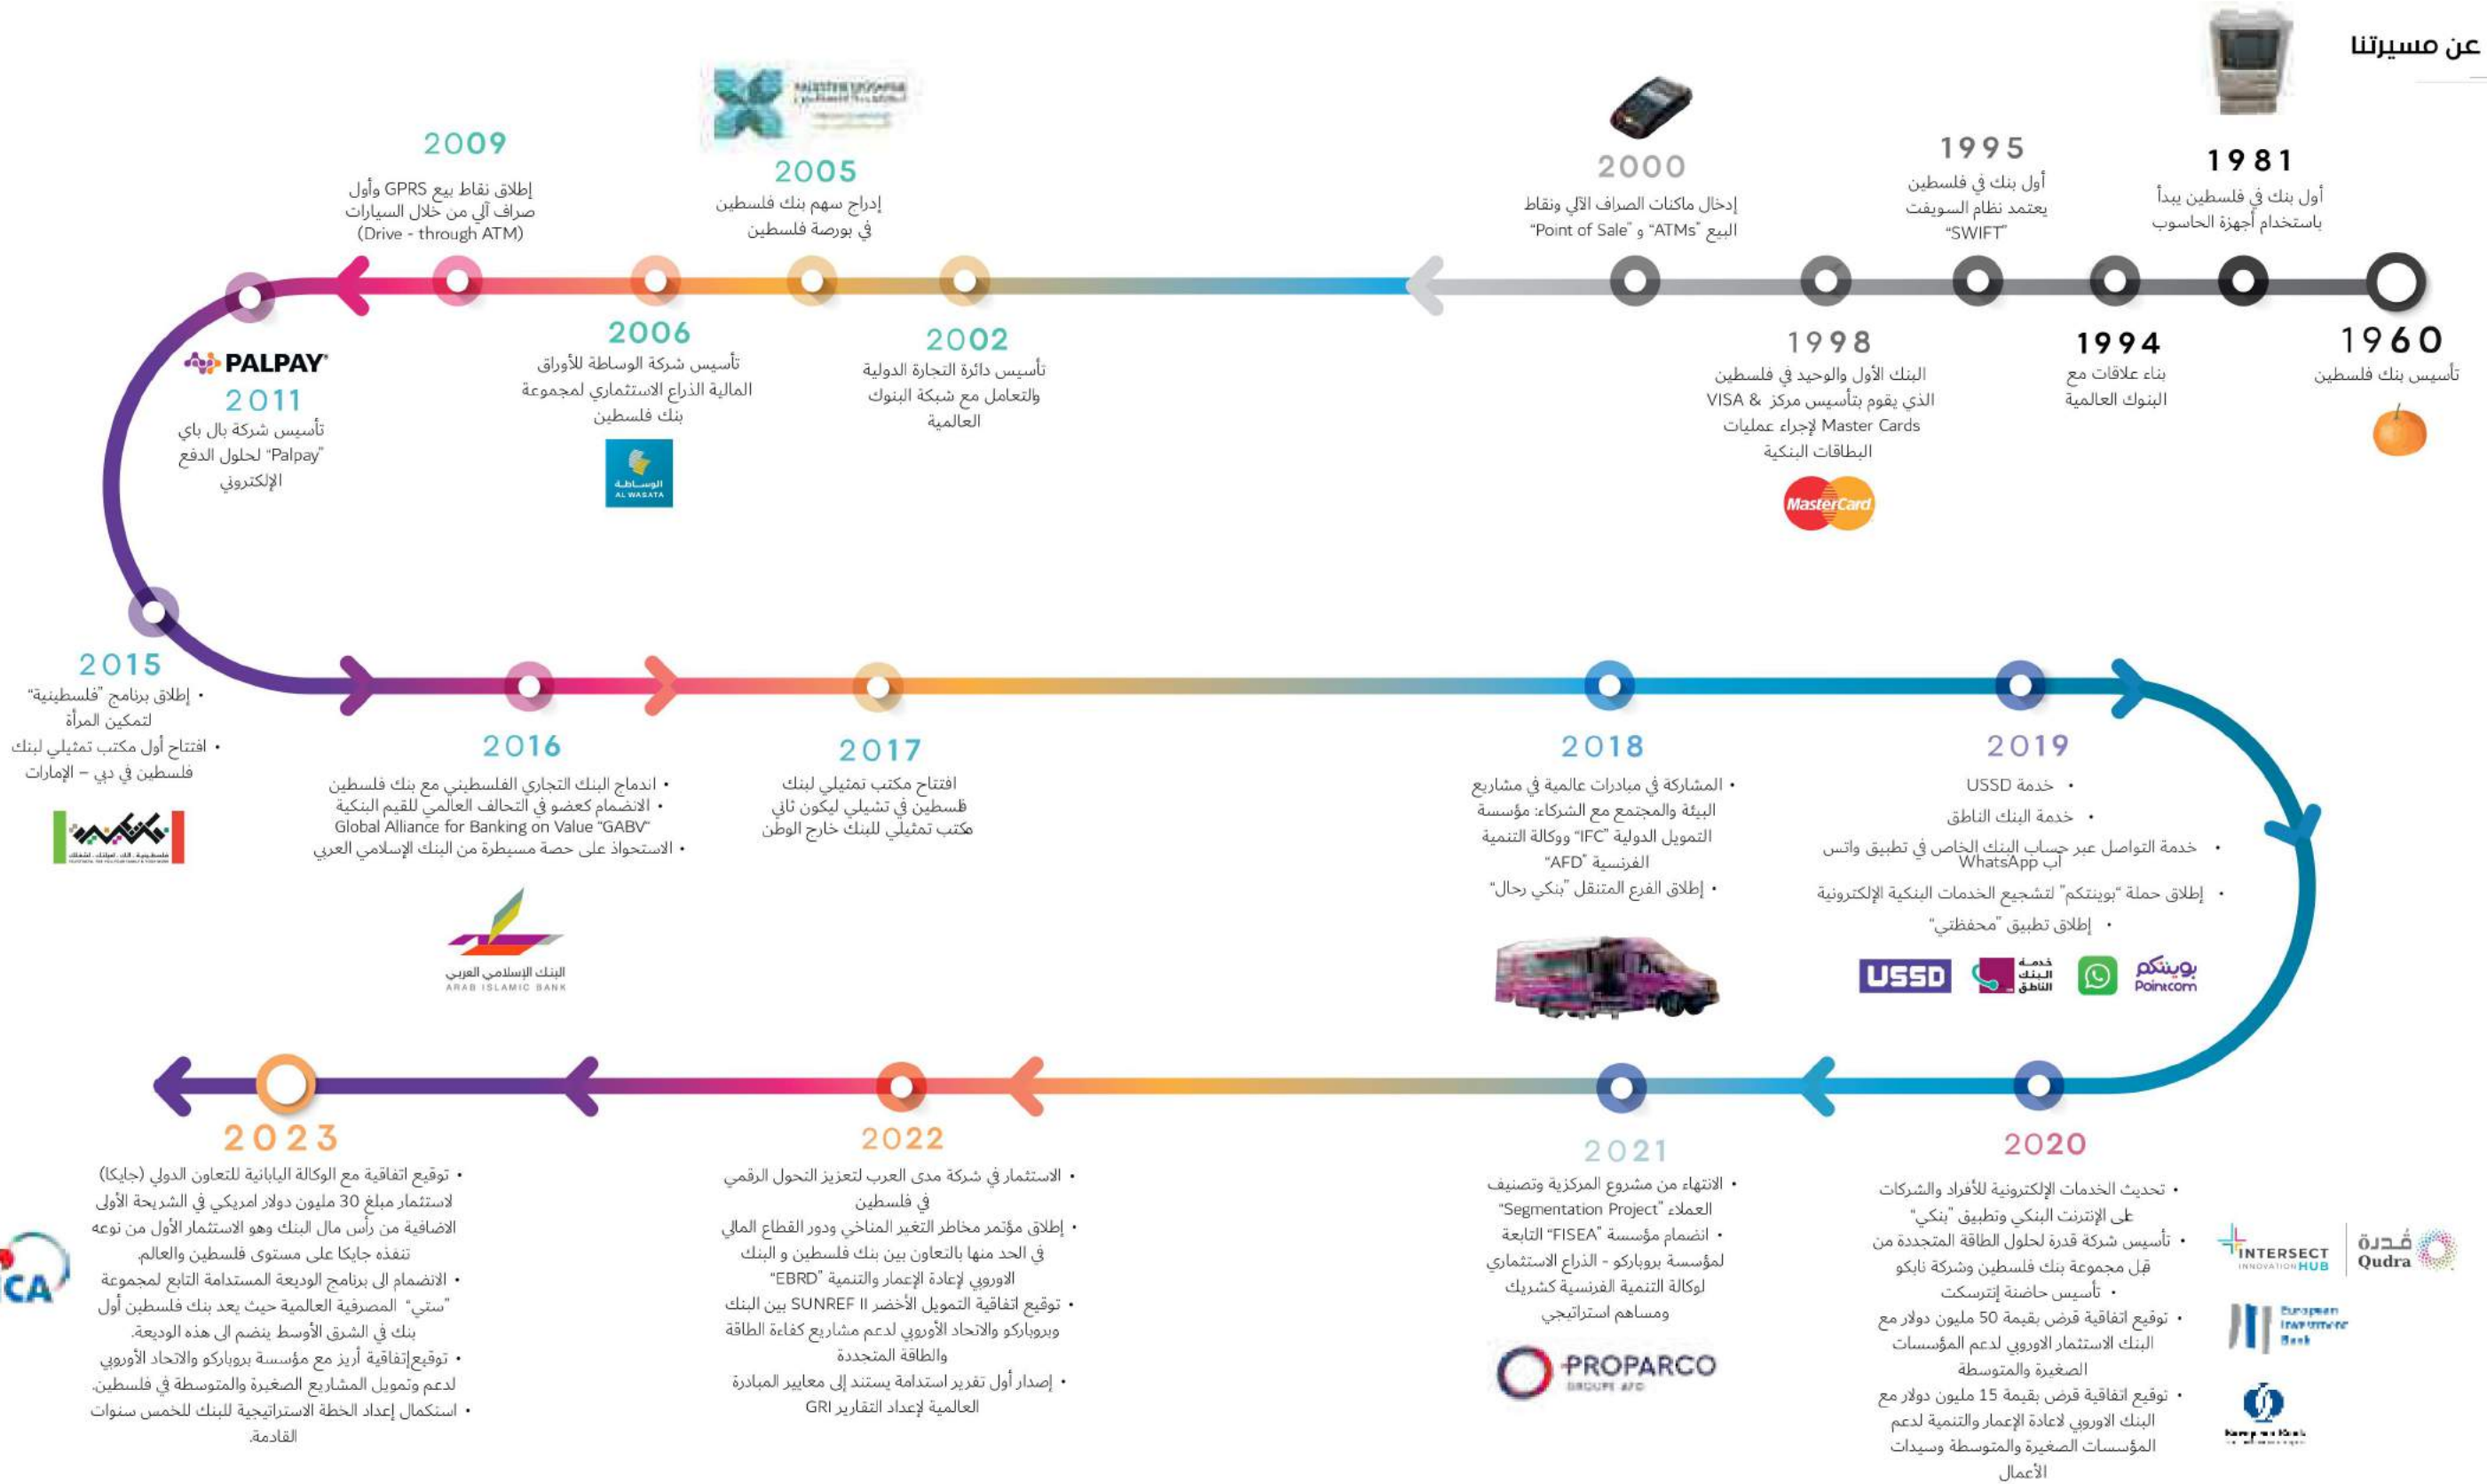 عن مسيرتنا
1960
تأسيس بنك فلسطين
1981
أول بنك في فلسطين يبدأ
باستخدام أجهزة الحاسوب
1994
بناء علاقات مع
البنوك العالمية
1995
أول بنك في فلسطين
يعتمد نظام السويفت
"SWIFT"
1998
البنك الأول والوحيد في فلسطين
الذي يقوم بتأسيس مركز VISA &
Master Cards لإجراء عمليات
البطاقات البنكية
MasterCard
2000
إدخال ماكنات الصراف الآلي ونقاط
البيع "ATMs" و "Point of Sale"
2002
تأسيس دائرة التجارة الدولية
والتعامل مع شبكة البنوك
العالمية
2005
إدراج سهم بنك فلسطين
في بورصة فلسطين
2006
تأسيس شركة الوساطة للأوراق
المالية الذراع الاستثماري لمجموعة
بنك فلسطين
الوساطة
AL WASATA
2009
إطلاق نقاط بيع GPRS وأول
صراف آلي من خلال السيارات
(Drive - through ATM)
PALPAY
2011
تأسيس شركة بال باي
"Palpay" لحلول الدفع
الإلكتروني
2015
• إطلاق برنامج "فلسطينية"
لتمكين المرأة
• افتتاح أول مكتب تمثيلي لبنك
فلسطين في دبي – الإمارات
2016
• اندماج البنك التجاري الفلسطيني مع بنك فلسطين
• الانضمام كعضو في التحالف العالمي للقيم البنكية
Global Alliance for Banking on Value "GABV"
• الاستحواذ على حصة مسيطرة من البنك الإسلامي العربي
البنك الإسلامي العربي
ARAB ISLAMIC BANK
2017
افتتاح مكتب تمثيلي لبنك
فلسطين في تشيلي ليكون ثاني
مكتب تمثيلي للبنك خارج الوطن
2018
• المشاركة في مبادرات عالمية في مشاريع
البيئة والمجتمع مع الشركاء: مؤسسة
التمويل الدولية "IFC" ووكالة التنمية
الفرنسية "AFD"
• إطلاق الفرع المتنقل "بنكي رحال"
2019
• خدمة USSD
• خدمة البنك الناطق
• خدمة التواصل عبر حساب البنك الخاص في تطبيق واتس
آب WhatsApp
• إطلاق حملة "بوينتكم" لتشجيع الخدمات البنكية الإلكترونية
• إطلاق تطبيق "محفظتي"
بوينتكم
Pointcom
خدمة
البنك
الناطق
USSD
2020
• تحديث الخدمات الإلكترونية للأفراد والشركات
على الإنترنت البنكي وتطبيق "بنكي"
• تأسيس شركة قدرة لحلول الطاقة المتجددة من
قبل مجموعة بنك فلسطين وشركة نابكو
• تأسيس حاضنة إنترسكت
• توقيع اتفاقية قرض بقيمة 50 مليون دولار مع
البنك الاستثمار الاوروبي لدعم المؤسسات
الصغيرة والمتوسطة
• توقيع اتفاقية قرض بقيمة 15 مليون دولار مع
البنك الاوروبي لاعادة الإعمار والتنمية لدعم
المؤسسات الصغيرة والمتوسطة وسيدات
الأعمال
قُدرة
Qudra
INTERSECT
INNOVATION HUB
European
Investment
Bank
2021
• الانتهاء من مشروع المركزية وتصنيف
العملاء "Segmentation Project"
• انضمام مؤسسة "FISEA" التابعة
لمؤسسة بروباركو - الذراع الاستثماري
لوكالة التنمية الفرنسية كشريك
ومساهم استراتيجي
PROPARCO
GROUPE AFD
2022
• الاستثمار في شركة مدى العرب لتعزيز التحول الرقمي
في فلسطين
• إطلاق مؤتمر مخاطر التغير المناخي ودور القطاع المالي
في الحد منها بالتعاون بين بنك فلسطين و البنك
الاوروبي لإعادة الإعمار والتنمية "EBRD"
• توقيع اتفاقية التمويل الأخضر SUNREF II بين البنك
وبروباركو والاتحاد الأوروبي لدعم مشاريع كفاءة الطاقة
والطاقة المتجددة
• إصدار أول تقرير استدامة يستند إلى معايير المبادرة
العالمية لإعداد التقارير GRI
2023
• توقيع اتفاقية مع الوكالة اليابانية للتعاون الدولي (جايكا)
لاستثمار مبلغ 30 مليون دولار امريكي في الشريحة الأولى
الاضافية من رأس مال البنك وهو الاستثمار الأول من نوعه
تنفذه جايكا على مستوى فلسطين والعالم.
• الانضمام الى برنامج الوديعة المستدامة التابع لمجموعة
"ستي" المصرفية العالمية حيث يعد بنك فلسطين أول
بنك في الشرق الأوسط ينضم الى هذه الوديعة.
• توقيع إتفاقية أريز مع مؤسسة بروباركو والاتحاد الأوروبي
لدعم وتمويل المشاريع الصغيرة والمتوسطة في فلسطين.
• استكمال إعداد الخطة الاستراتيجية للبنك للخمس سنوات
القادمة.